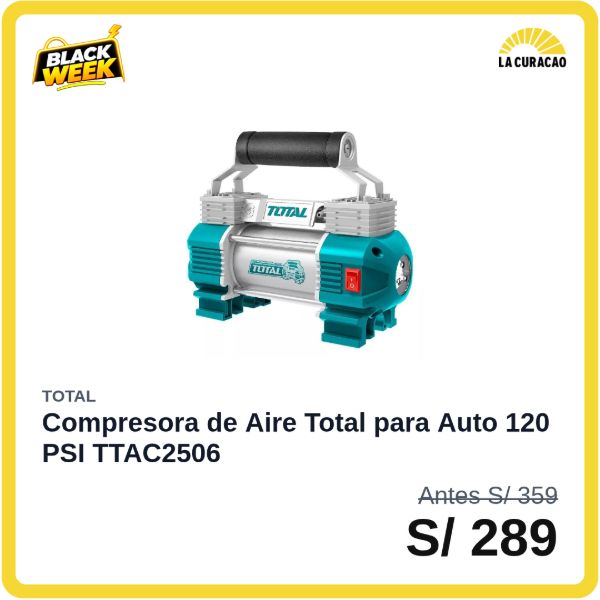 BLACK
WEEK
LA CURACAO
TOTAL
TOTAL
TOTAL
Compresora de Aire Total para Auto 120
PSI TTAC2506
Antes S/ 359
S/ 289